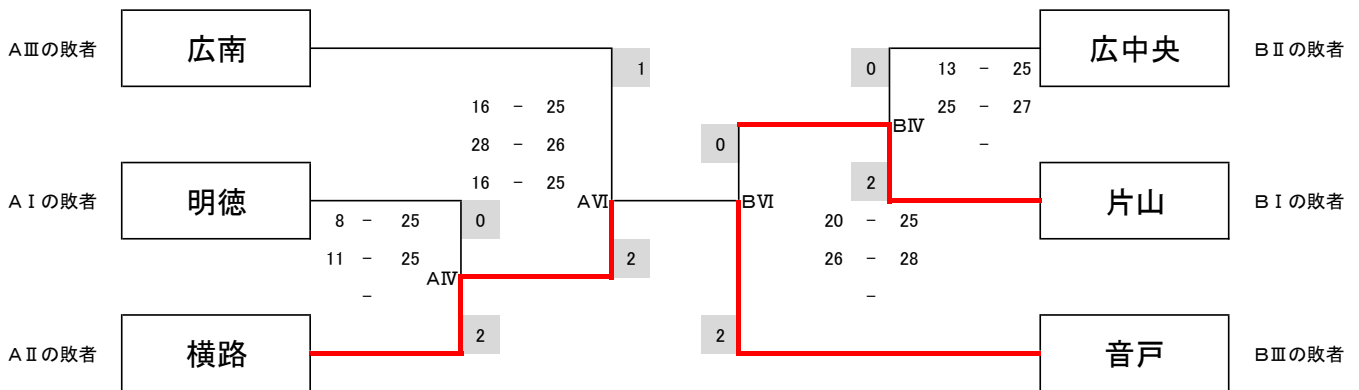 AⅢの敗者 広南 1 0 13 - 25 広中央 BⅡの敗者
16 - 25 25 - 27
BⅣ
28 - 26 0 -
16 - 25 2
AⅠの敗者 明徳 AⅥ BⅥ 片山 BⅠの敗者
8 - 25 0 20 - 25
11 - 25 2 26 - 28
AⅣ
- -
AⅡの敗者 横路 2 2 音戸 BⅢの敗者